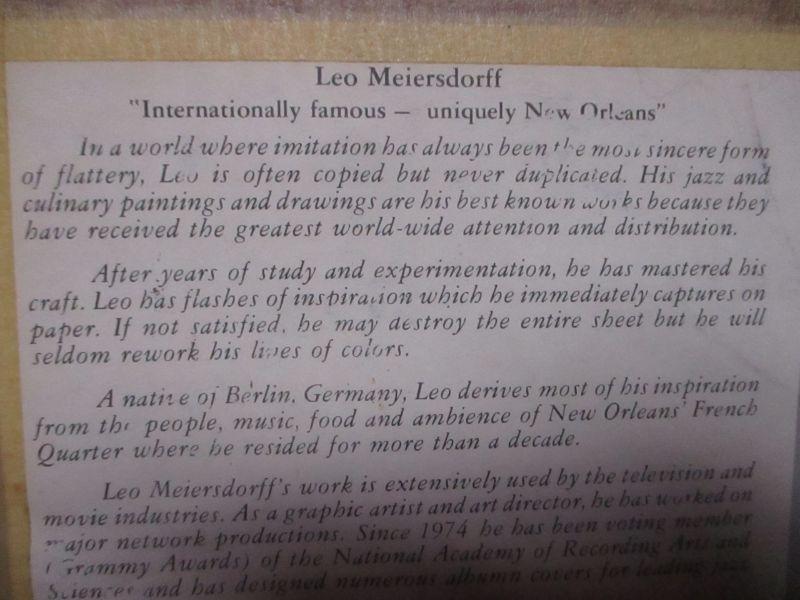 Leo Meiersdorff
"Internationally famous — uniquely New Orleans"
In a world where imitation has always been the most sincere form
of flattery, Leo is often copied but never duplicated. His jazz and
culinary paintings and drawings are his best known works because they
have received the greatest world-wide attention and distribution.
After years of study and experimentation, he has mastered his
craft. Leo has flashes of inspiration which he immediately captures on
paper. If not satisfied, he may destroy the entire sheet but he will
seldom rework his lines of colors.
A native of Berlin, Germany, Leo derives most of his inspiration
from the people, music, food and ambience of New Orleans' French
Quarter where he resided for more than a decade.
Leo Meiersdorff's work is extensively used by the television and
movie industries. As a graphic artist and art director, he has worked on
major network productions. Since 1974 he has been voting member
(Grammy Awards) of the National Academy of Recording Arts and
Sciences and has designed numerous albumn covers for leading jazz